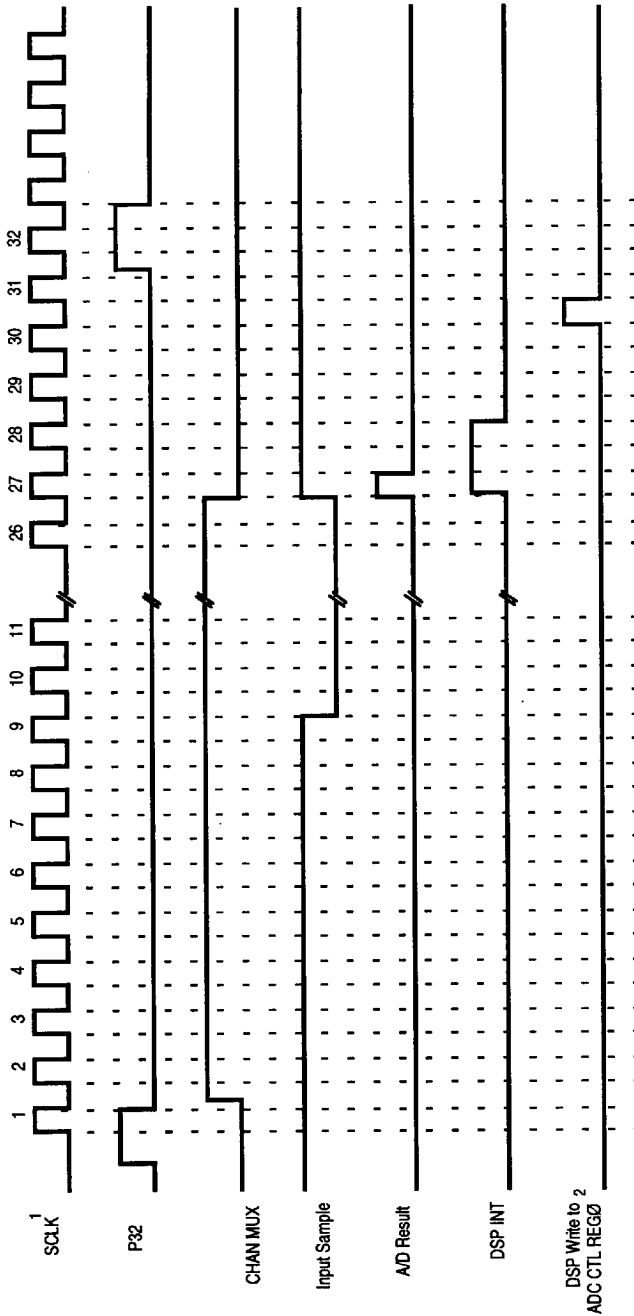 1 2 3 4 5 6 7 8 9 10 11 26 27 28 29 30 31 32
SCLK 1
P32
CHAN MUX
Input Sample
A/D Result
DSP INT
DSP Write to 2
ADC CTL REGØ